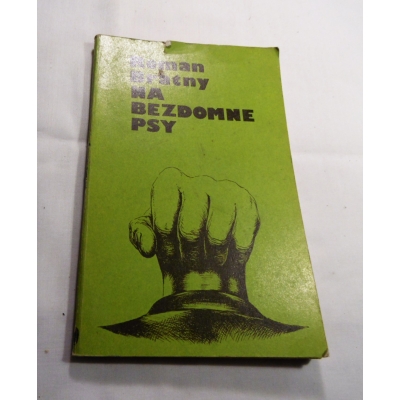 Roman
Bratny
NA
BEZDOMNE
PSY